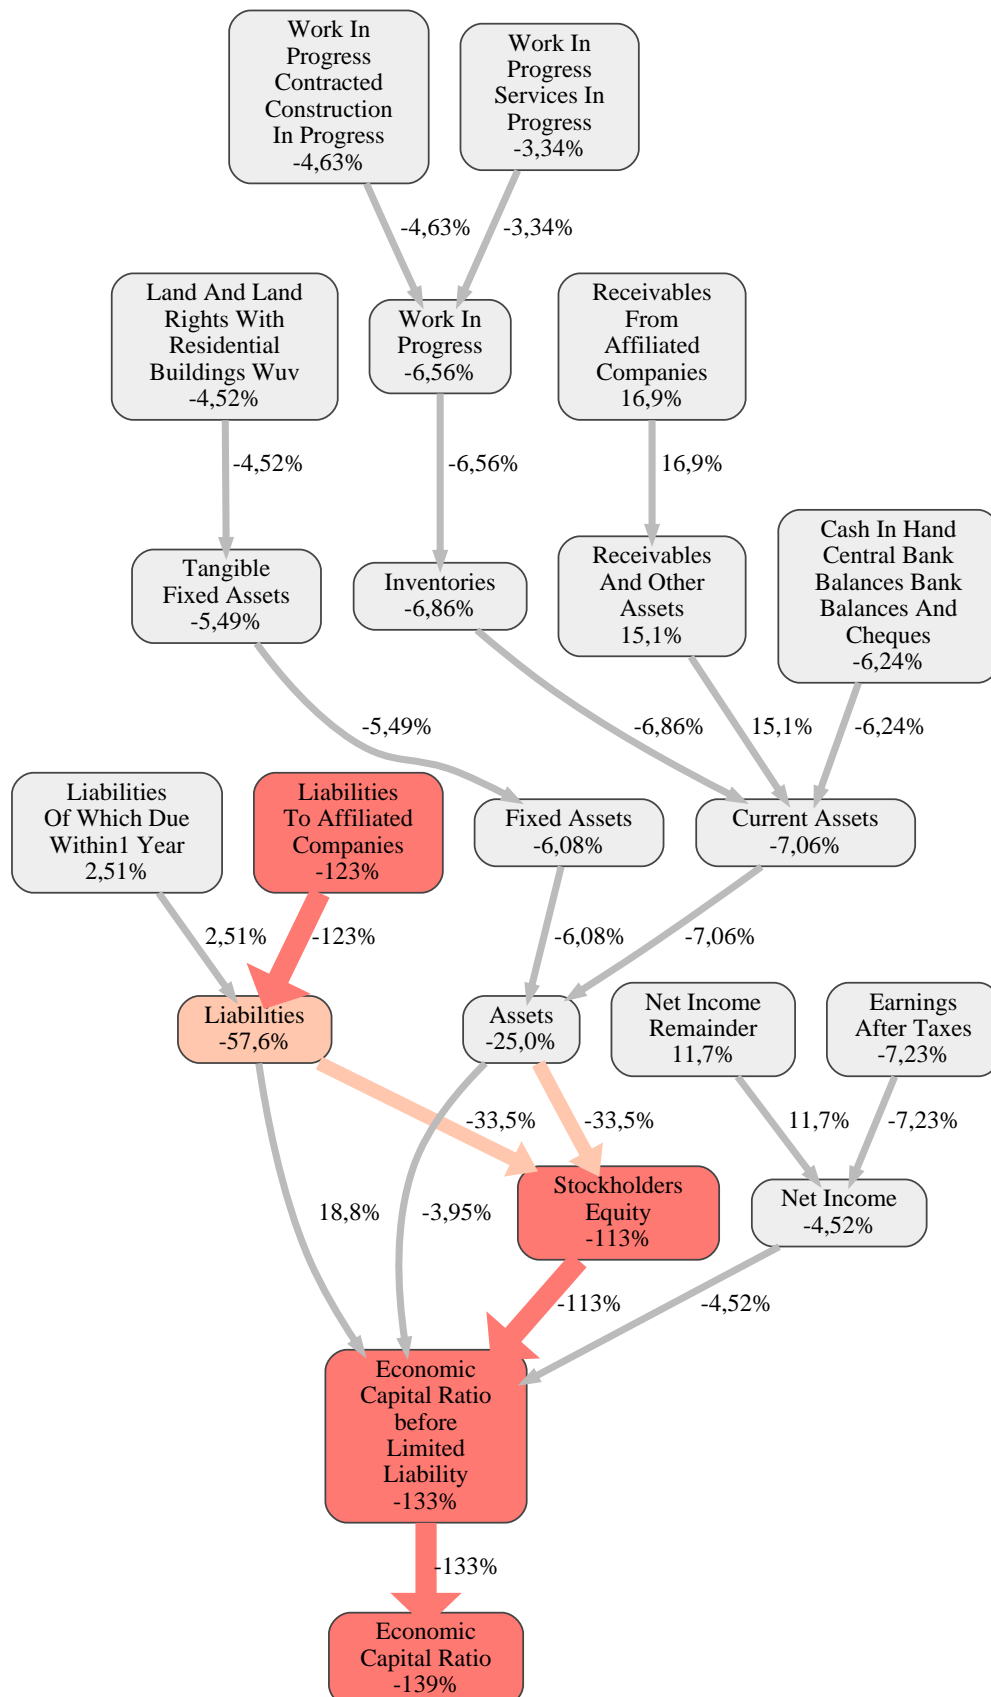 Work In
Progress
Contracted
Construction
In Progress
-4,63%
Work In
Progress
Services In
Progress
-3,34%
-4,63%
-3,34%
Land And Land
Rights With
Residential
Buildings Wuv
-4,52%
Work In
Progress
-6,56%
Receivables
From
Affiliated
Companies
16,9%
-4,52%
-6,56%
16,9%
Tangible
Fixed Assets
-5,49%
Inventories
-6,86%
Receivables
And Other
Assets
15,1%
Cash In Hand
Central Bank
Balances Bank
Balances And
Cheques
-6,24%
-5,49%
-6,86%
15,1%
-6,24%
Liabilities
Of Which Due
Within1 Year
2,51%
Liabilities
To Affiliated
Companies
-123%
Fixed Assets
-6,08%
Current Assets
-7,06%
2,51%
-123%
-6,08%
-7,06%
Liabilities
-57,6%
Assets
-25,0%
Net Income
Remainder
11,7%
Earnings
After Taxes
-7,23%
-33,5%
-33,5%
11,7%
-7,23%
Stockholders
Equity
-113%
Net Income
-4,52%
18,8%
-3,95%
-113%
-4,52%
Economic
Capital Ratio
before
Limited
Liability
-133%
-133%
Economic
Capital Ratio
-139%